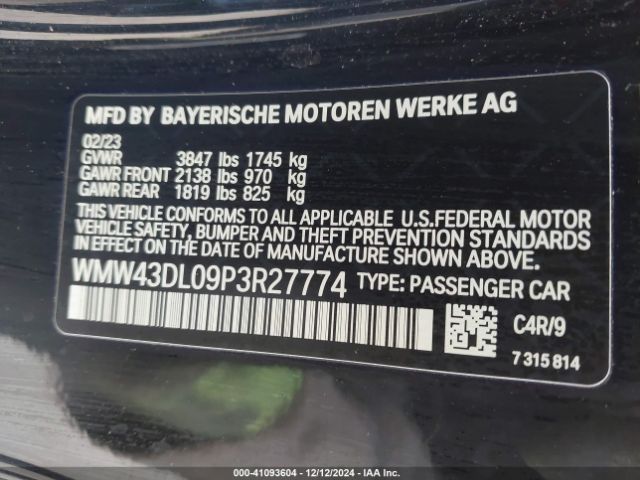 MFD BY BAYERISCHE MOTOREN WERKE AG
02/23
GVWR 3847 lbs 1745 kg
GAWR FRONT 2138 lbs 970 kg
GAWR REAR 1819 lbs 825 kg
THIS VEHICLE CONFORMS TO ALL APPLICABLE U.S.FEDERAL MOTOR
VEHICLE SAFETY, BUMPER AND THEFT PREVENTION STANDARDS
IN EFFECT ON THE DATE OF MANUFACTURE SHOWN ABOVE.
WMW43DL09P3R27774 TYPE: PASSENGER CAR
C4R/9
7 315 814
000-41093604 | 12/12/2024 - IAA Inc.